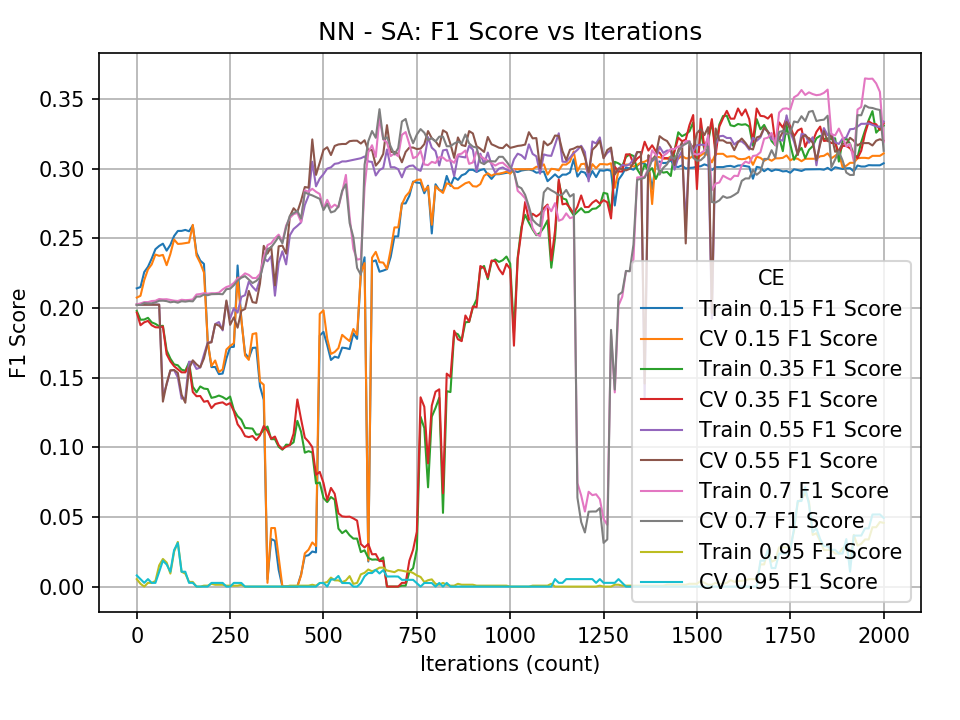 NN - SA: F1 Score vs Iterations
F1 Score
0.35
0.30
0.25
0.20
0.15
0.10
0.05
0.00
CE
Train 0.15 F1 Score
CV 0.15 F1 Score
Train 0.35 F1 Score
CV 0.35 F1 Score
Train 0.55 F1 Score
CV 0.55 F1 Score
Train 0.7 F1 Score
CV 0.7 F1 Score
Train 0.95 F1 Score
CV 0.95 F1 Score
0 250 500 750 1000 1250 1500 1750 2000
Iterations (count)